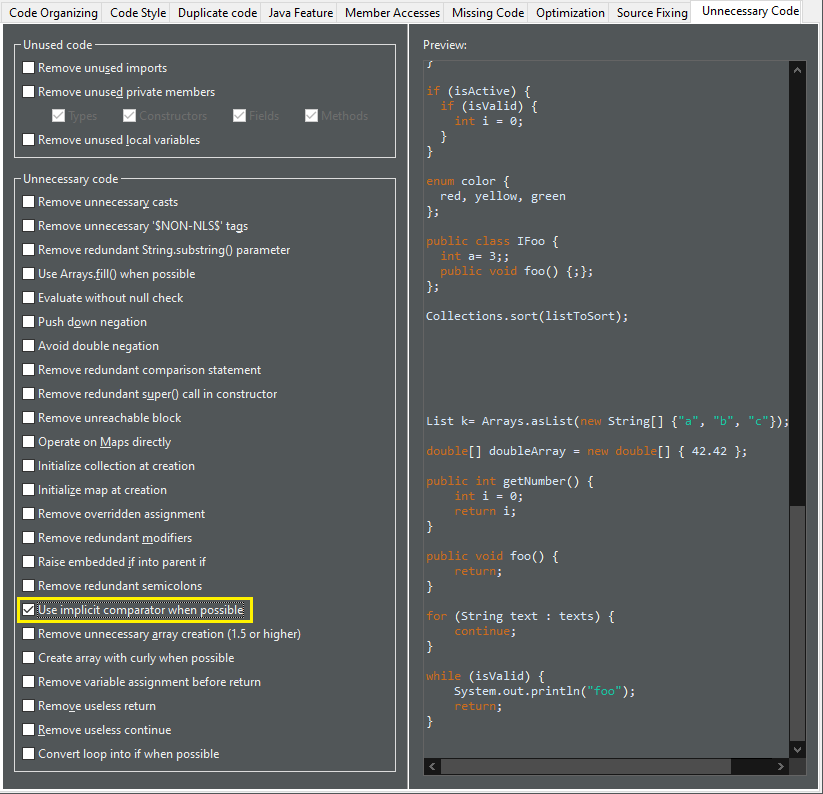 Code Organizing Code Style Duplicate code Java Feature Member Accesses Missing Code Optimization Source Fixing Unnecessary Code
Unused code
Remove unused imports
Remove unused private members
Types Constructors Fields Methods
Remove unused local variables
Unnecessary code
Remove unnecessary casts
Remove unnecessary '$NON-NLS$' tags
Remove redundant String.substring() parameter
Use Arrays.fill() when possible
Evaluate without null check
Push down negation
Avoid double negation
Remove redundant comparison statement
Remove redundant super() call in constructor
Remove unreachable block
Operate on Maps directly
Initialize collection at creation
Initialize map at creation
Remove overridden assignment
Remove redundant modifiers
Raise embedded if into parent if
Remove redundant semicolons
Use implicit comparator when possible
Remove unnecessary array creation (1.5 or higher)
Create array with curly when possible
Remove variable assignment before return
Remove useless return
Remove useless continue
Convert loop into if when possible
Preview:
}
if (isActive) {
if (isValid) {
int i = 0;
}
}
enum color {
red, yellow, green
};
public class IFoo {
int a= 3;;
public void foo() {;};
};
Collections.sort(listToSort);
List k= Arrays.asList(new String[] {"a", "b", "c"});
double[] doubleArray = new double[] { 42.42 };
public int getNumber() {
int i = 0;
return i;
}
public void foo() {
return;
}
for (String text : texts) {
continue;
}
while (isValid) {
System.out.println("foo");
return;
}